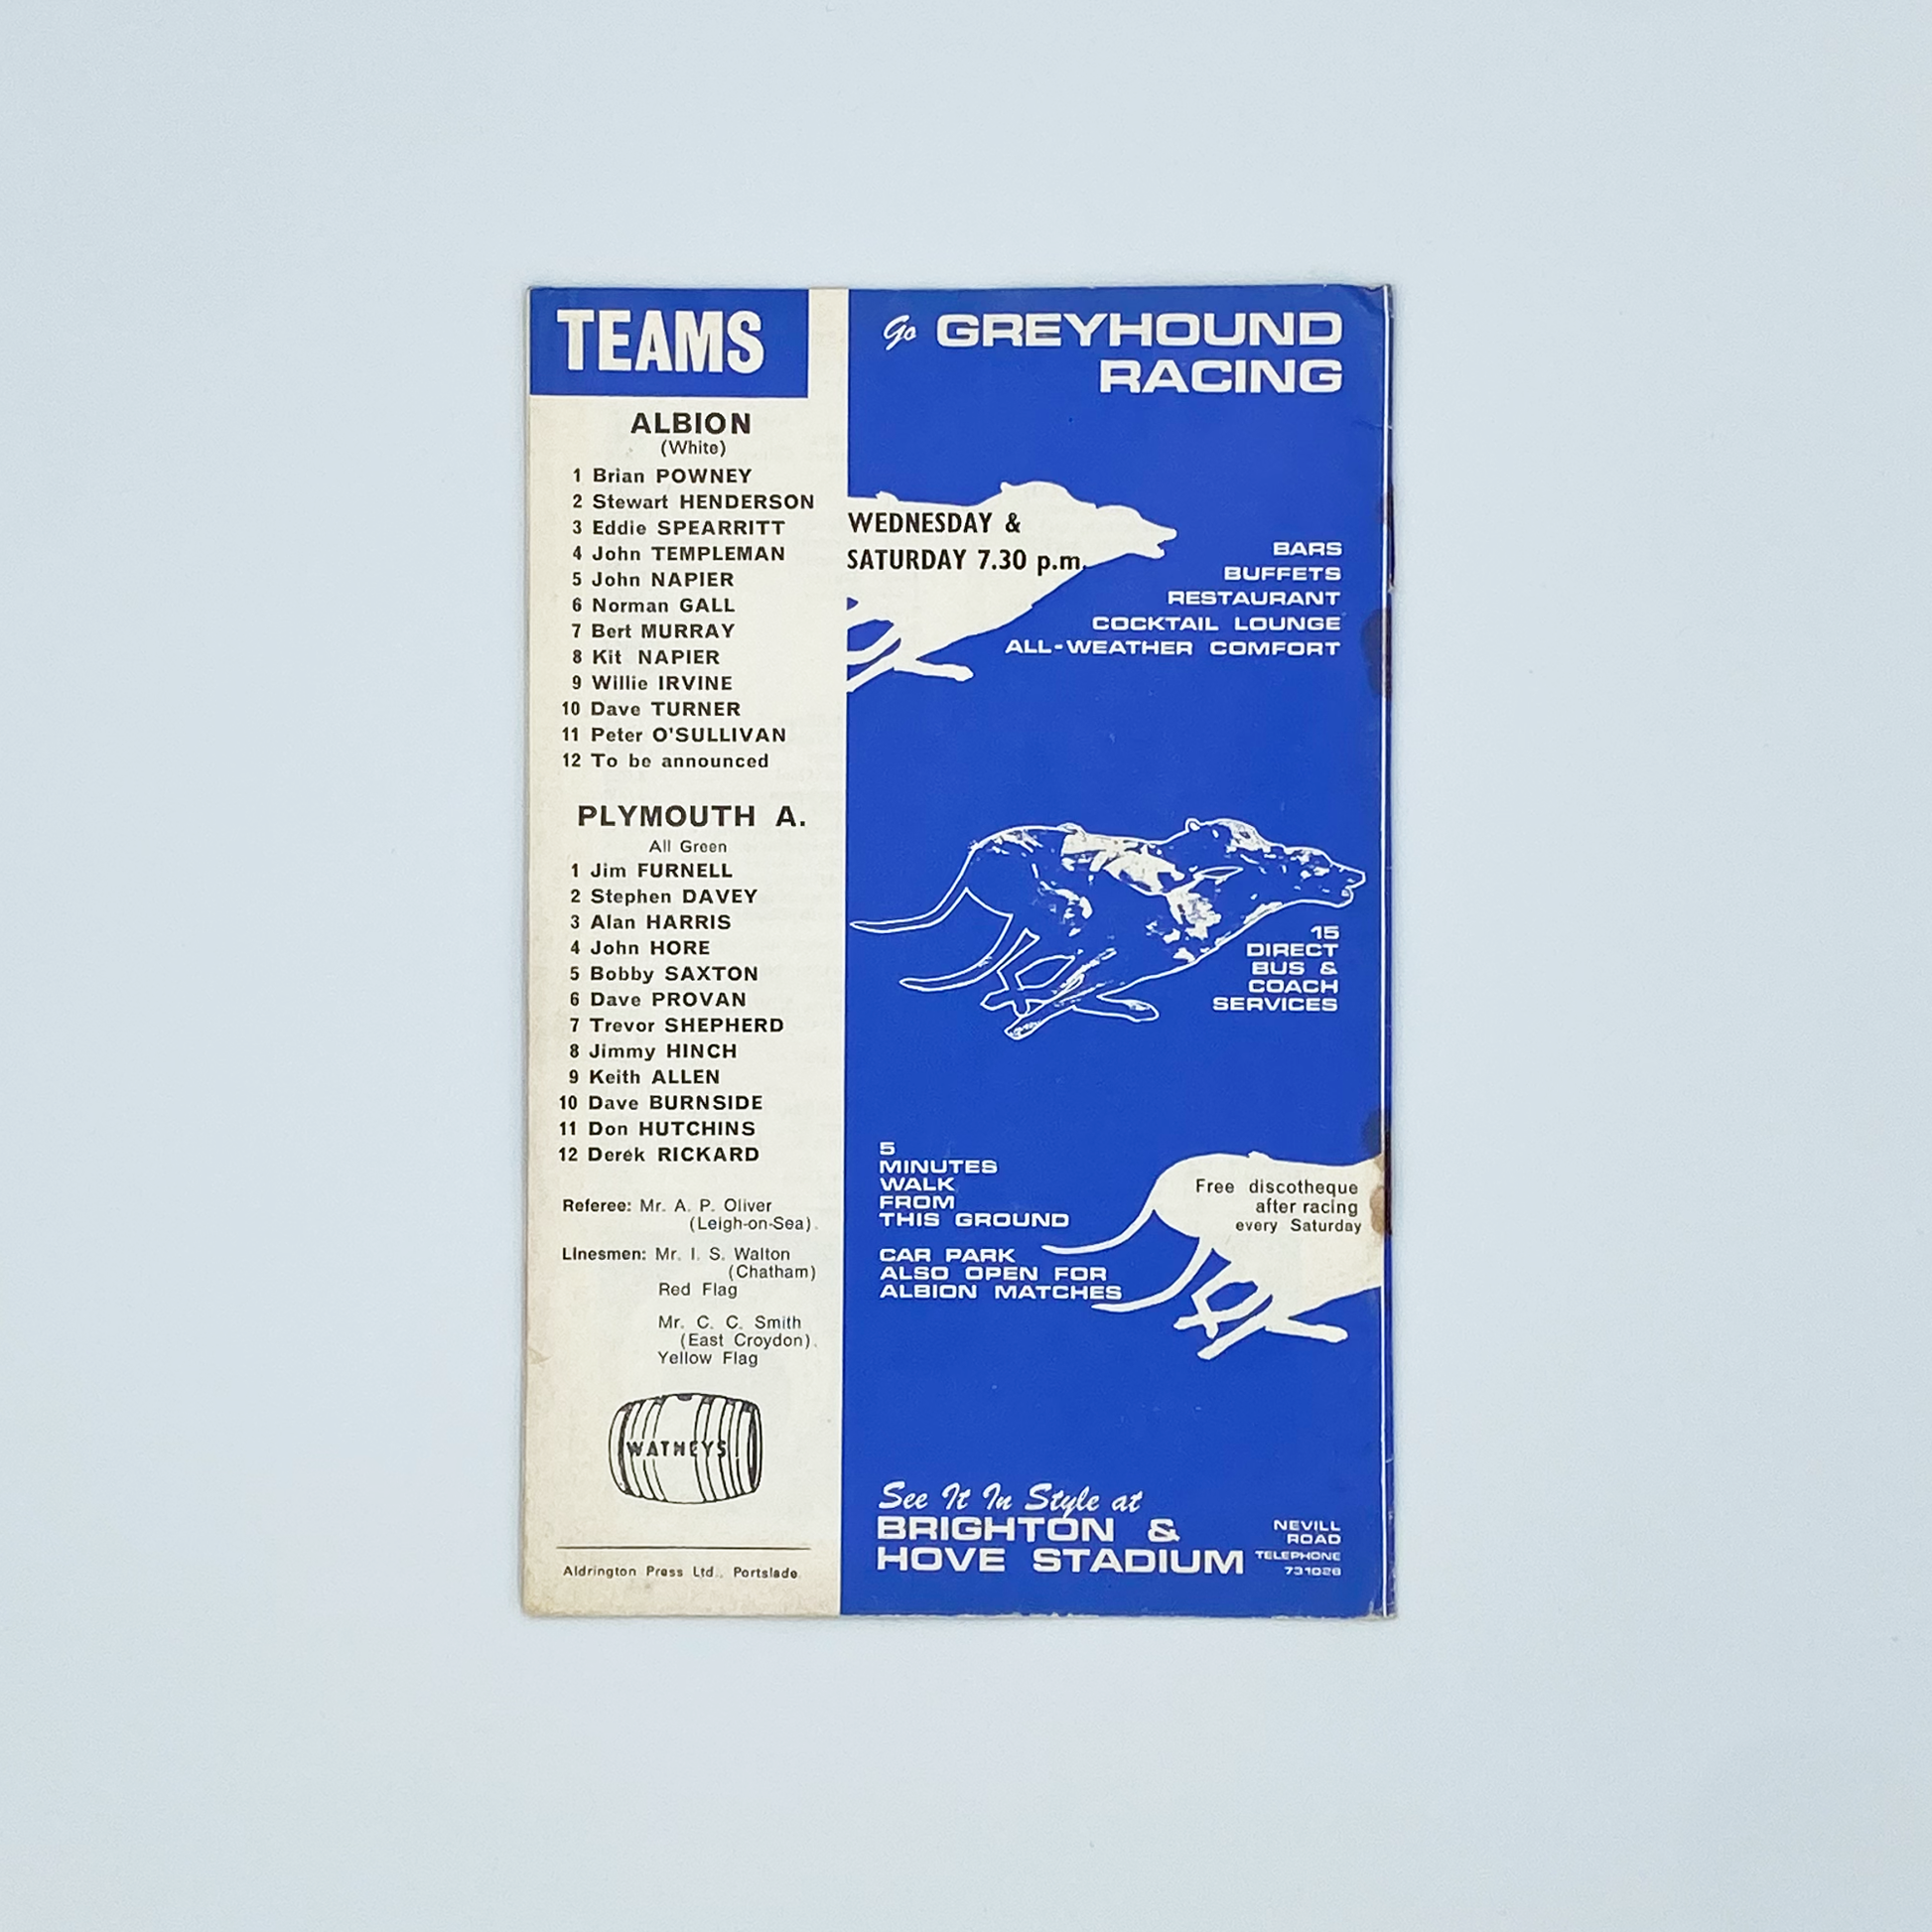 TEAMS
ALBION
(White)
1 Brian POWNEY
2 Stewart HENDERSON
3 Eddie SPEARRITT
4 John TEMPLEMAN
5 John NAPIER
6 Norman GALL
7 Bert MURRAY
8 Kit NAPIER
9 Willie IRVINE
10 Dave TURNER
11 Peter O'SULLIVAN
12 To be announced
PLYMOUTH A.
All Green
1 Jim FURNELL
2 Stephen DAVEY
3 Alan HARRIS
4 John HORE
5 Bobby SAXTON
6 Dave PROVAN
7 Trevor SHEPHERD
8 Jimmy HINCH
9 Keith ALLEN
10 Dave BURNSIDE
11 Don HUTCHINS
12 Derek RICKARD
Referee: Mr. A. P. Oliver
(Leigh-on-Sea).
Linesmen: Mr. I. S. Walton
(Chatham)
Red Flag
Mr. C. C. Smith
(East Croydon).
Yellow Flag
WATNEYS
Aldrington Press Ltd., Portslade.
Go GREYHOUND
RACING
WEDNESDAY &
SATURDAY 7.30 p.m.
BARS
BUFFETS
RESTAURANT
COCKTAIL LOUNGE
ALL-WEATHER COMFORT
15
DIRECT
BUS &
COACH
SERVICES
5
MINUTES
WALK
FROM
THIS GROUND
CAR PARK
ALSO OPEN FOR
ALBION MATCHES
Free discotheque
after racing
every Saturday
See It In Style at
BRIGHTON &
HOVE STADIUM
NEVILL
ROAD
TELEPHONE
731028